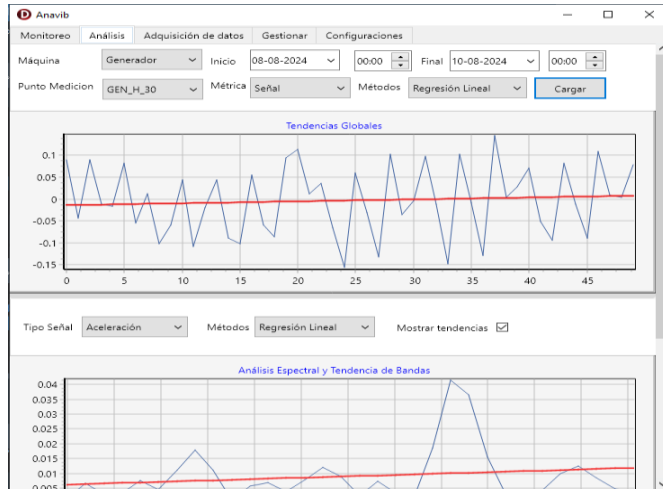 Anavib
Monitoreo Análisis Adquisición de datos Gestionar Configuraciones
Máquina Generador Inicio 08-08-2024 00:00 Final 10-08-2024 00:00
Punto Medicion GEN_H_30 Métrica Señal Métodos Regresión Lineal Cargar
Tendencias Globales
0.1
0.05
0
-0.05
-0.1
-0.15
0 5 10 15 20 25 30 35 40 45
Tipo Señal Aceleración Métodos Regresión Lineal Mostrar tendencias
Análisis Espectral y Tendencia de Bandas
0.04
0.035
0.03
0.025
0.02
0.015
0.01
0.005